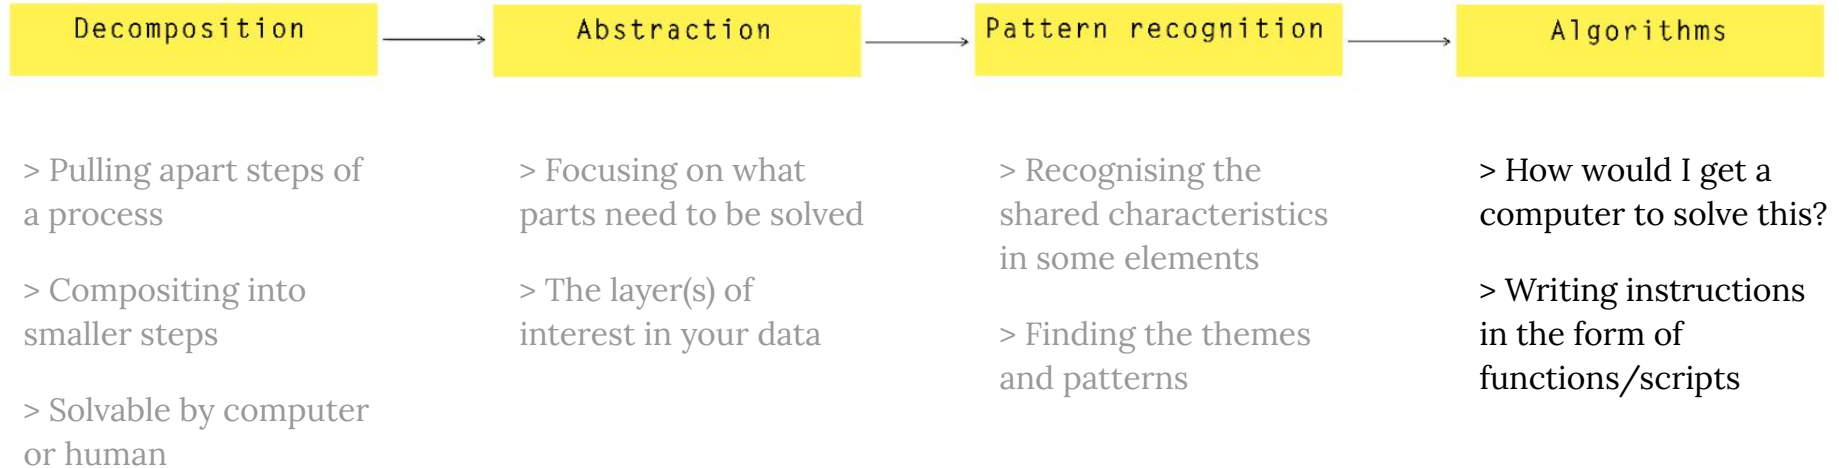 Decomposition
Abstraction
Pattern recognition
Algorithms
> Pulling apart steps of
a process
> Compositing into
smaller steps
> Solvable by computer
or human
> Focusing on what
parts need to be solved
> The layer(s) of
interest in your data
> Recognising the
shared characteristics
in some elements
> Finding the themes
and patterns
> How would I get a
computer to solve this?
> Writing instructions
in the form of
functions/scripts